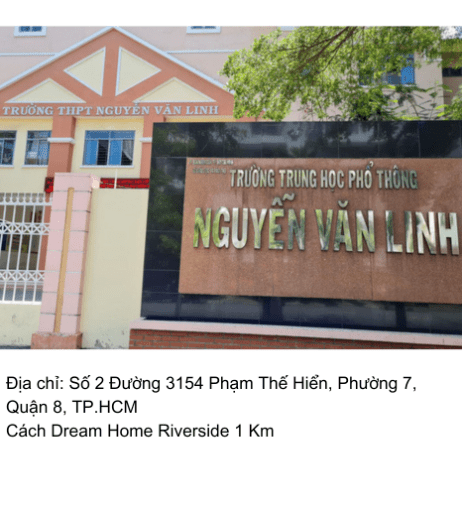 TRƯỜNG THPT NGUYỄN VĂN LINH
TRƯỜNG TRUNG HỌC PHỔ THÔNG
NGUYỄN VĂN LINH
Địa chỉ: Số 2 Đường 3154 Phạm Thế Hiển, Phường 7,
Quận 8, TP.HCM
Cách Dream Home Riverside 1 Km